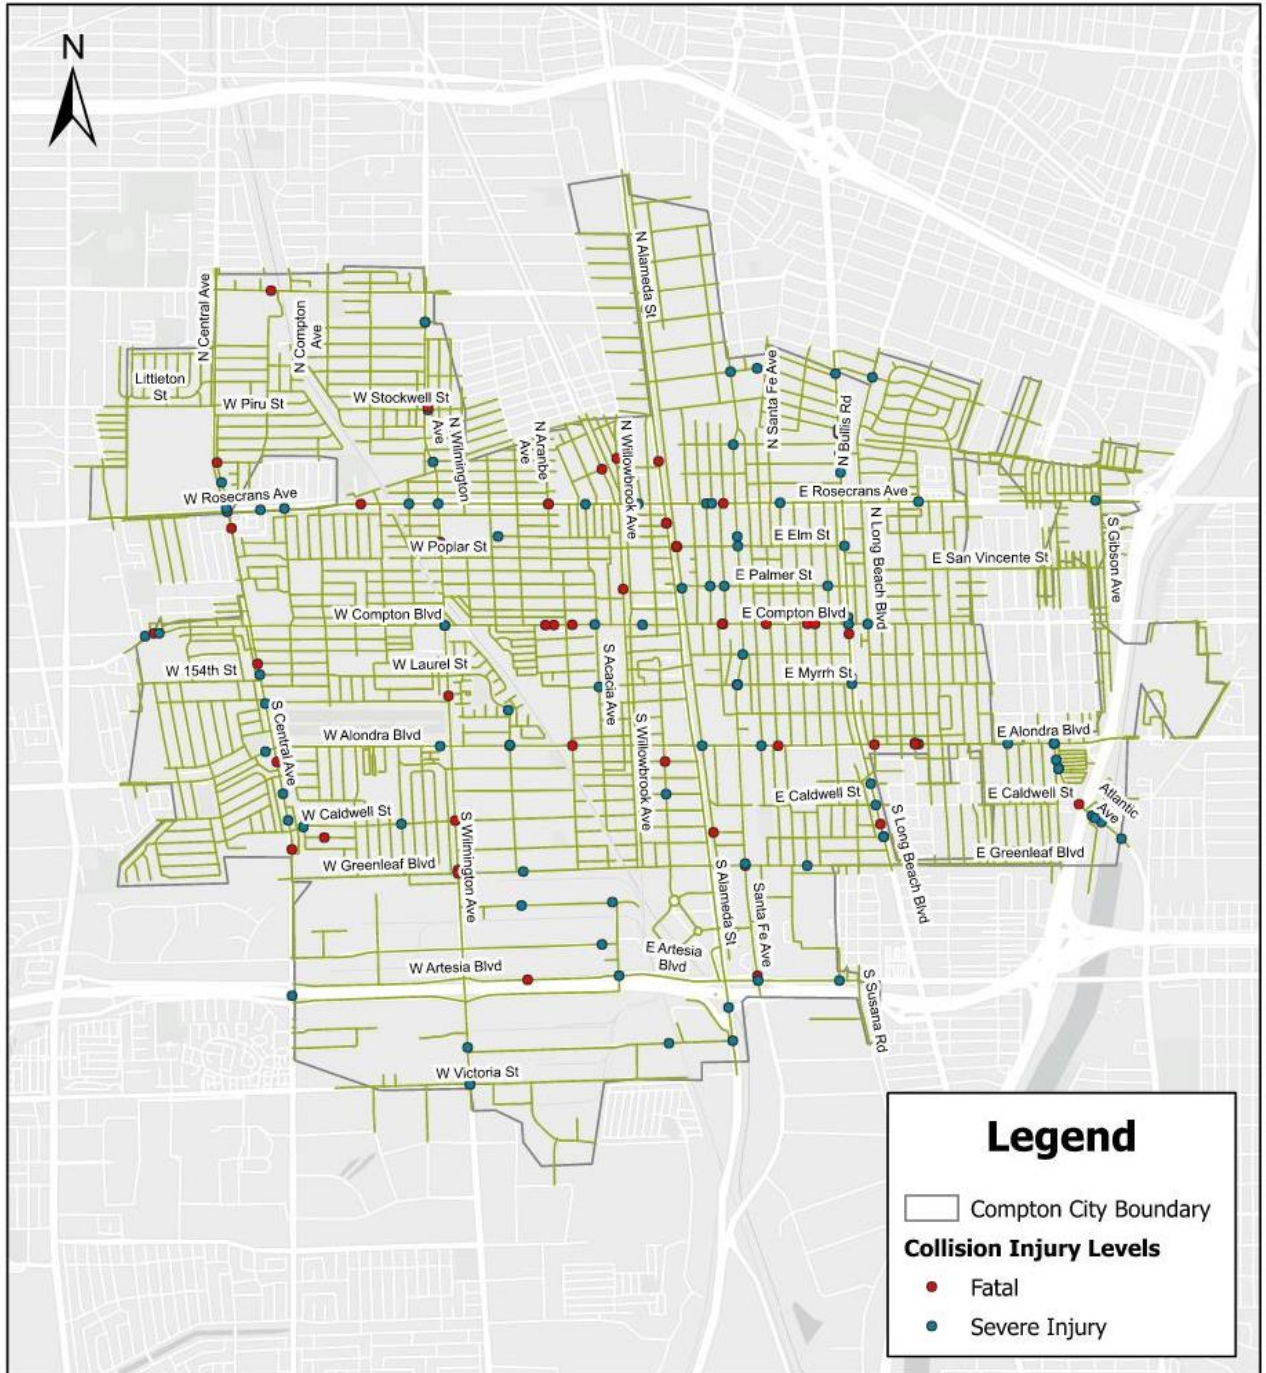 N
N Alameda St
N Central Ave
N Compton
Ave
Littleton
St
W Piru St
W Stockwell St
N Santa Fe Ave
N Bullis Rd
N Wilmington
Ave
N Aranbe
Ave
N Willowbrook Ave
W Rosecrans Ave
E Rosecrans Ave
W Poplar St
E Elm St
N Long Beach Blvd
E San Vincente St
S Gibson Ave
E Palmer St
W Compton Blvd
E Compton Blvd
W 154th St
W Laurel St
S Acacia Ave
E Myrrh St
S Central Ave
W Alondra Blvd
S Willowbrook Ave
E Alondra Blvd
W Caldwell St
E Caldwell St
E Caldwell St
Atlantic
Ave
S Wilmington Ave
S Long Beach Blvd
W Greenleaf Blvd
E Greenleaf Blvd
S Alameda St
Santa Fe Ave
W Artesia Blvd
E Artesia
Blvd
S Susana Rd
W Victoria St
Legend
Compton City Boundary
Collision Injury Levels
Fatal
Severe Injury